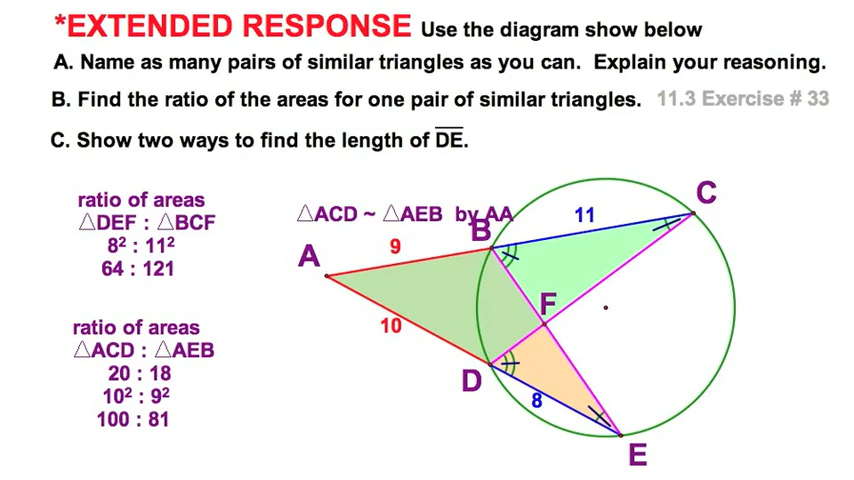 *EXTENDED RESPONSE Use the diagram show below
A. Name as many pairs of similar triangles as you can. Explain your reasoning.
B. Find the ratio of the areas for one pair of similar triangles. 11.3 Exercise # 33
C. Show two ways to find the length of D̅E̅.
ratio of areas
△DEF : △BCF
8² : 11²
64 : 121
ratio of areas
△ACD : △AEB
20 : 18
10² : 9²
100 : 81
△ACD ~ △AEB by AA
C
B
11
9
A
F
10
D
8
E